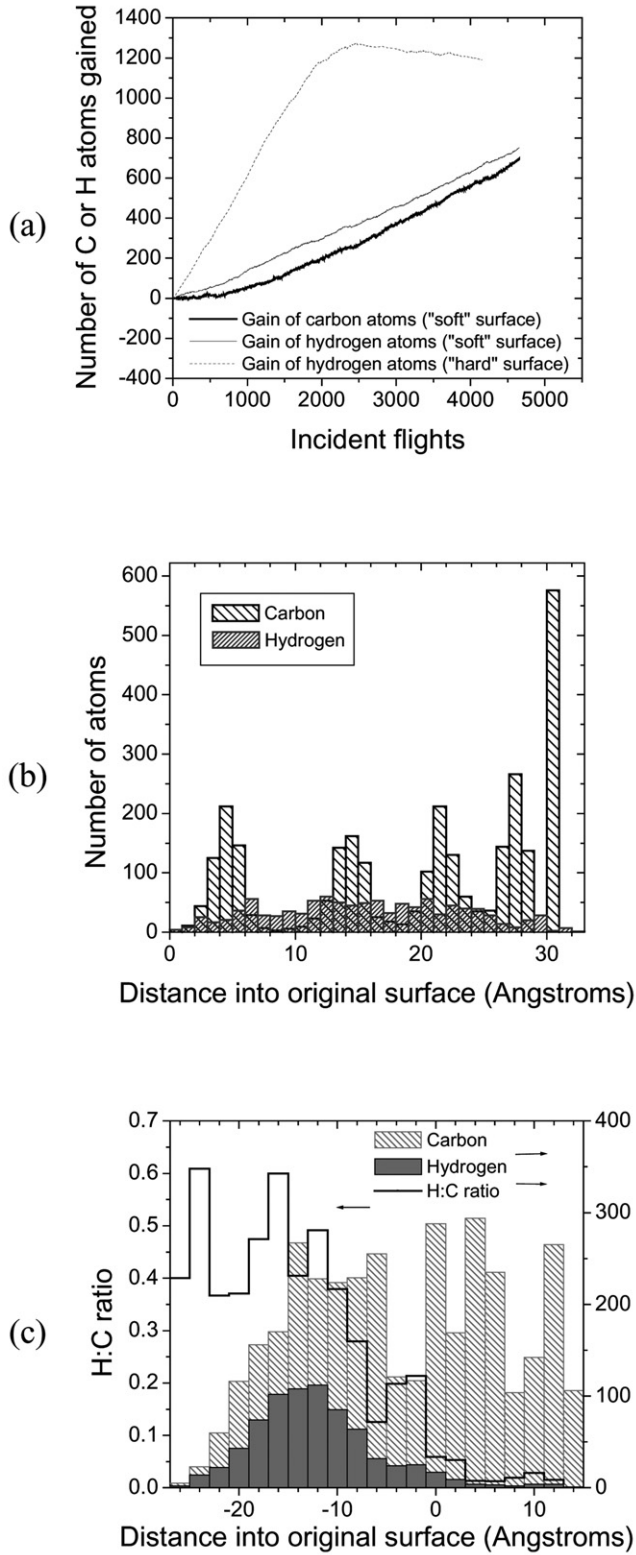 (a)
Number of C or H atoms gained
1400
1200
1000
800
600
400
200
0
-200
-400
Gain of carbon atoms ("soft" surface)
Gain of hydrogen atoms ("soft" surface)
Gain of hydrogen atoms ("hard" surface)
0 1000 2000 3000 4000 5000
Incident flights
(b)
Number of atoms
600
500
400
300
200
100
0
Carbon
Hydrogen
0 10 20 30
Distance into original surface (Angstroms)
(c)
H:C ratio
0.7
0.6
0.5
0.4
0.3
0.2
0.1
0.0
Carbon
Hydrogen
H:C ratio
400
300
200
100
0
-20 -10 0 10
Distance into original surface (Angstroms)